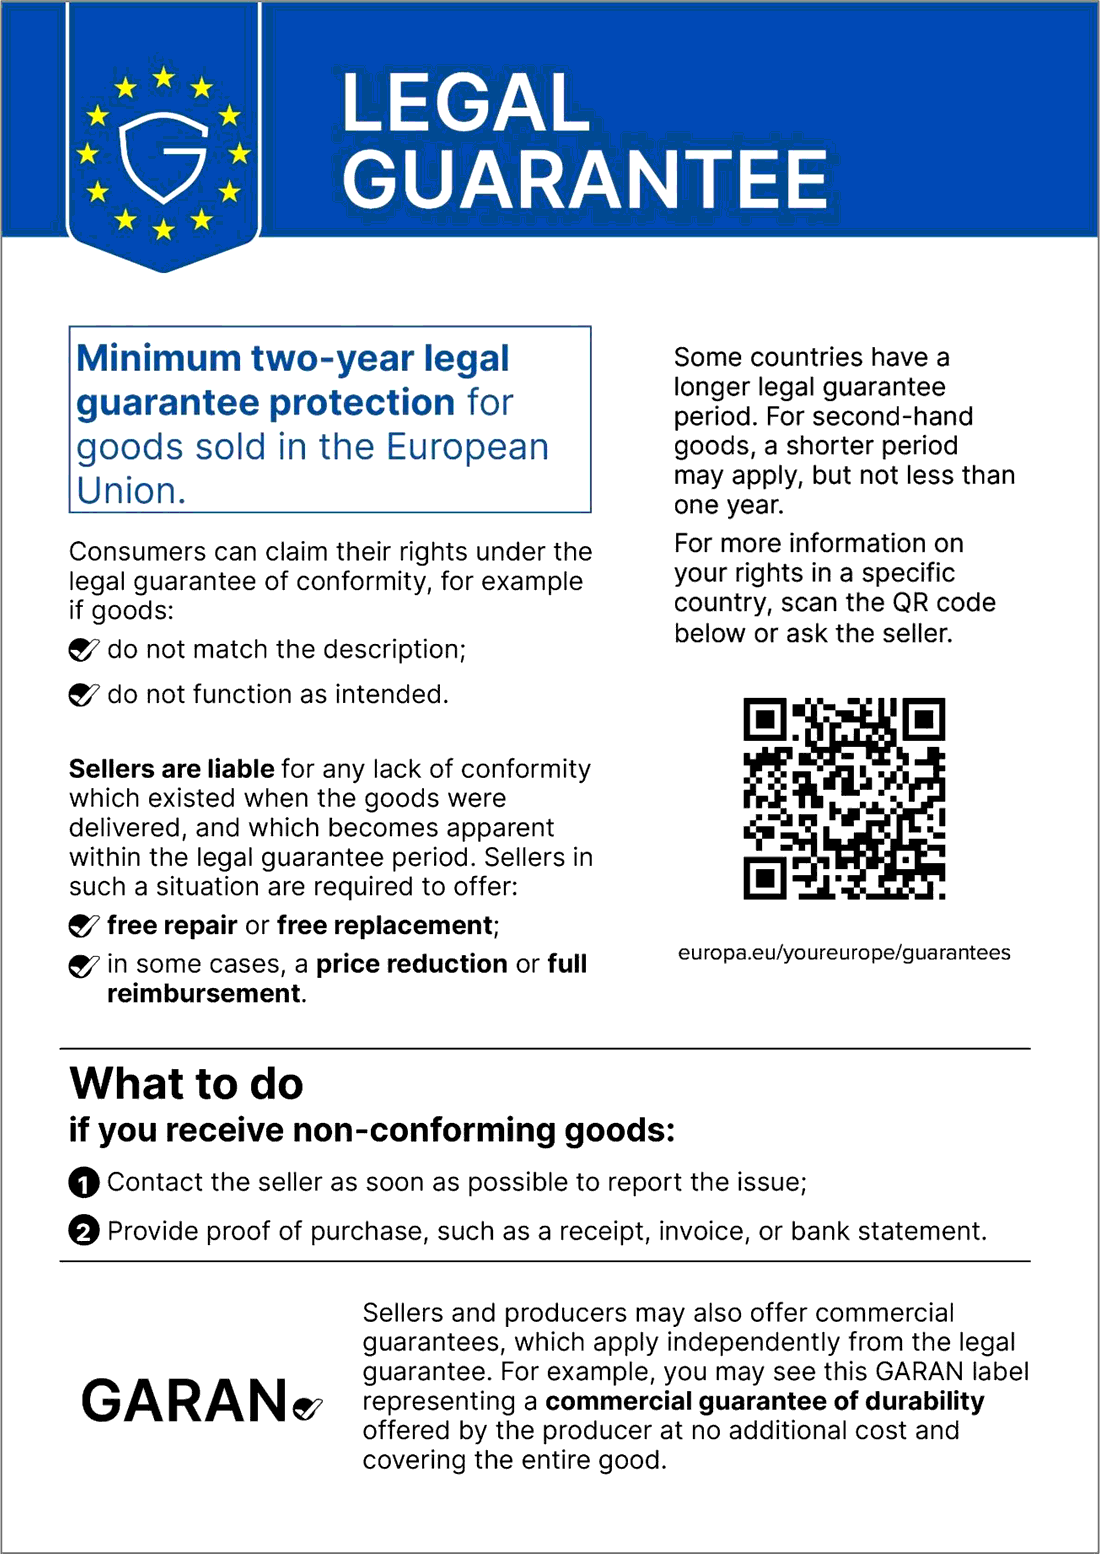 LEGAL
GUARANTEE
Minimum two-year legal
guarantee protection for
goods sold in the European
Union.
Consumers can claim their rights under the
legal guarantee of conformity, for example
if goods:
do not match the description;
do not function as intended.
Sellers are liable for any lack of conformity
which existed when the goods were
delivered, and which becomes apparent
within the legal guarantee period. Sellers in
such a situation are required to offer:
free repair or free replacement;
in some cases, a price reduction or full
reimbursement.
Some countries have a
longer legal guarantee
period. For second-hand
goods, a shorter period
may apply, but not less than
one year.
For more information on
your rights in a specific
country, scan the QR code
below or ask the seller.
europa.eu/youreurope/guarantees
What to do
if you receive non-conforming goods:
1 Contact the seller as soon as possible to report the issue;
2 Provide proof of purchase, such as a receipt, invoice, or bank statement.
GARAN
Sellers and producers may also offer commercial
guarantees, which apply independently from the legal
guarantee. For example, you may see this GARAN label
representing a commercial guarantee of durability
offered by the producer at no additional cost and
covering the entire good.